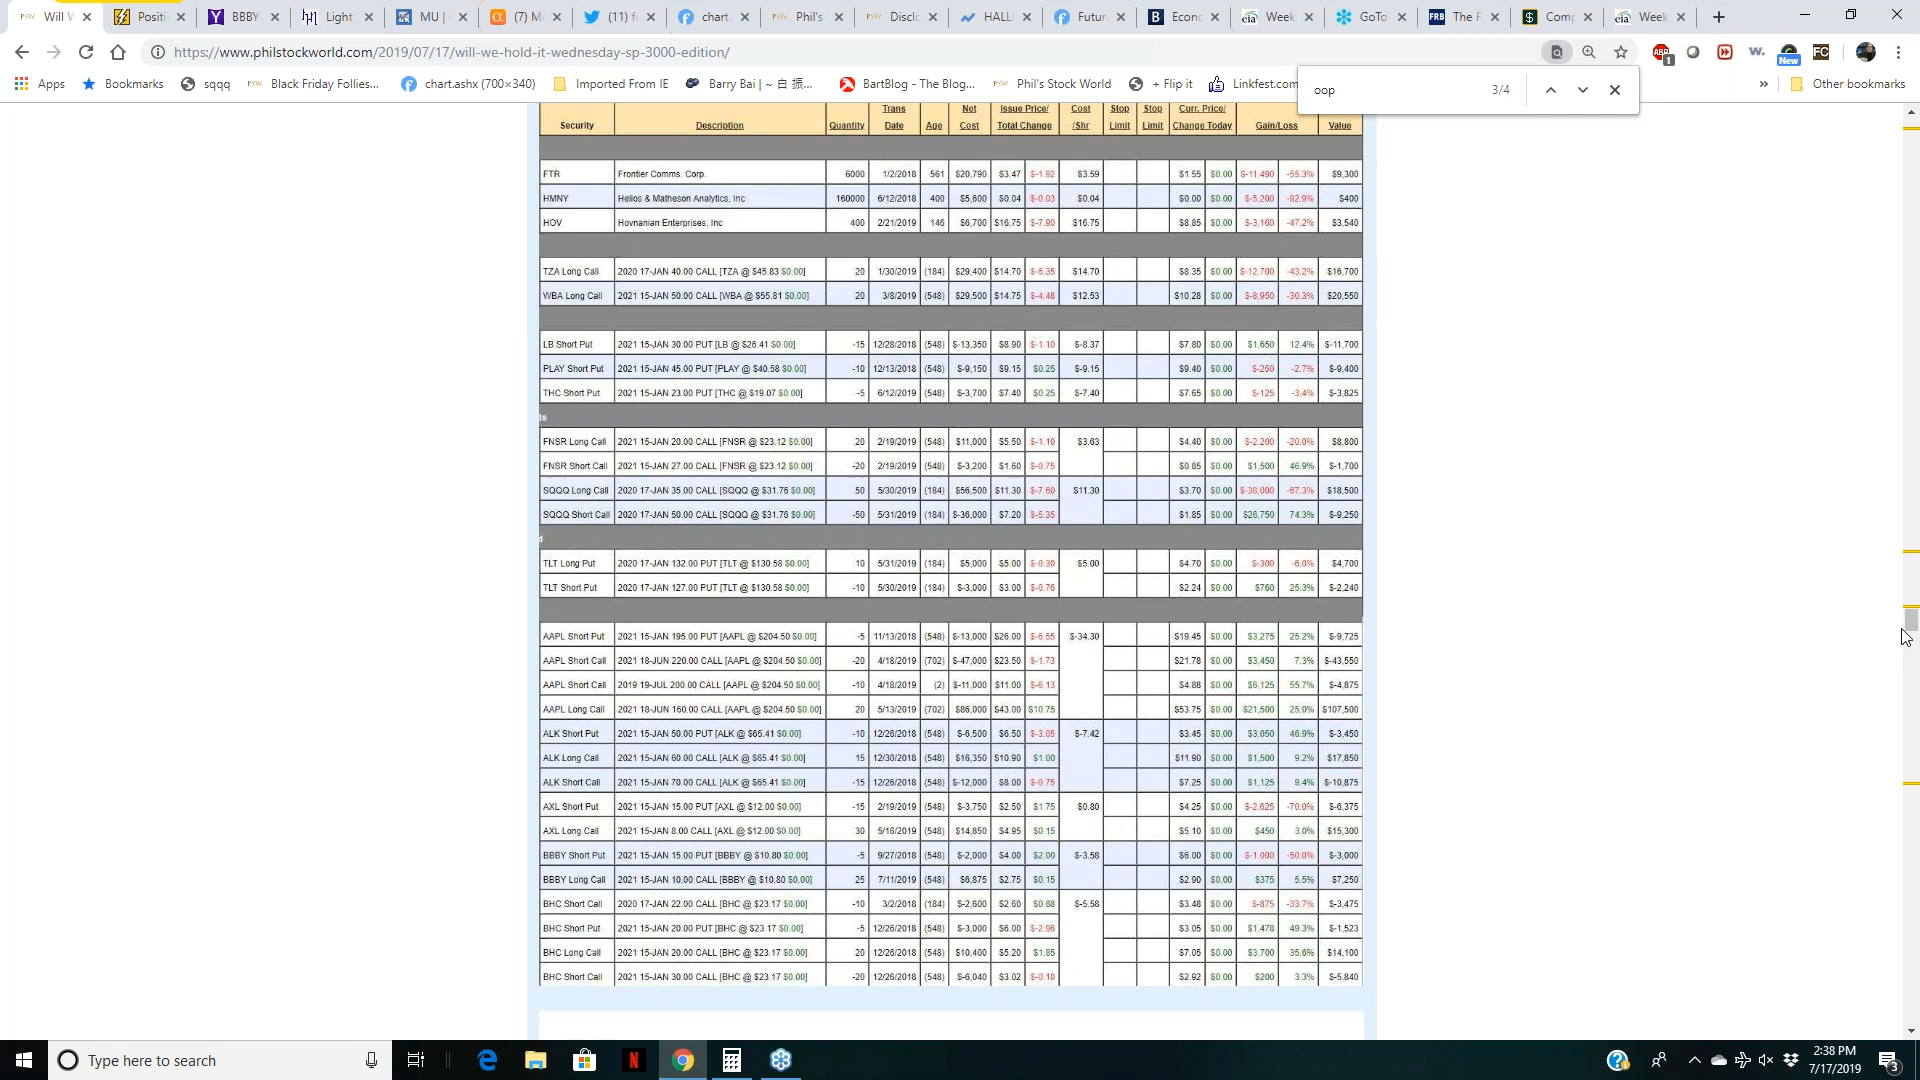 Will W
Positi
BBBY
Light
MU | (
(7) M
(11) f
chart.
Phil's
Discl
HALL
Futur
Econ
Week
GoTo
The F
Comp
Week
https://www.philstockworld.com/2019/07/17/will-we-hold-it-wednesday-sp-3000-edition/
Apps Bookmarks sqqq Black Friday Follies... chart.ashx (700×340) Imported From IE Barry Bai | ~ 白 振... BartBlog - The Blog... Phil's Stock World + Flip it Linkfest.com » Other bookmarks
ABP 1 W. New FC
oop 3/4
Security Description Quantity Trans Date Age Net Cost Issue Price/ Total Change Cost /Shr Stop Limit Stop Limit Curr. Price/ Change Today Gain/Loss Value
FTR Frontier Comms. Corp. 6000 1/2/2018 561 $20,790 $3.47 $-1.92 $3.59 $1.55 $0.00 $-11,490 -55.3% $9,300
HMNY Helios & Matheson Analytics, Inc 160000 6/12/2018 400 $5,600 $0.04 $-0.03 $0.04 $0.00 $0.00 $-5,200 -92.9% $400
HOV Hovnanian Enterprises, Inc 400 2/21/2019 146 $6,700 $16.75 $-7.90 $16.75 $8.85 $0.00 $-3,160 -47.2% $3,540
TZA Long Call 2020 17-JAN 40.00 CALL [TZA @ $45.83 $0.00] 20 1/30/2019 (184) $29,400 $14.70 $-6.35 $14.70 $8.35 $0.00 $-12,700 -43.2% $16,700
WBA Long Call 2021 15-JAN 50.00 CALL [WBA @ $55.81 $0.00] 20 3/8/2019 (548) $29,500 $14.75 $-4.48 $12.53 $10.28 $0.00 $-8,950 -30.3% $20,550
LB Short Put 2021 15-JAN 30.00 PUT [LB @ $26.41 $0.00] -15 12/28/2018 (548) $-13,350 $8.90 $-1.10 $-8.37 $7.80 $0.00 $1,650 12.4% $-11,700
PLAY Short Put 2021 15-JAN 45.00 PUT [PLAY @ $40.58 $0.00] -10 12/13/2018 (548) $-9,150 $9.15 $0.25 $-9.15 $9.40 $0.00 $-250 -2.7% $-9,400
THC Short Put 2021 15-JAN 23.00 PUT [THC @ $19.07 $0.00] -5 6/12/2019 (548) $-3,700 $7.40 $0.25 $-7.40 $7.65 $0.00 $-125 -3.4% $-3,825
ls
FNSR Long Call 2021 15-JAN 20.00 CALL [FNSR @ $23.12 $0.00] 20 2/19/2019 (548) $11,000 $5.50 $-1.10 $3.63 $4.40 $0.00 $-2,200 -20.0% $8,800
FNSR Short Call 2021 15-JAN 27.00 CALL [FNSR @ $23.12 $0.00] -20 2/19/2019 (548) $-3,200 $1.60 $-0.75 $0.85 $0.00 $1,500 46.9% $-1,700
SQQQ Long Call 2020 17-JAN 35.00 CALL [SQQQ @ $31.76 $0.00] 50 5/30/2019 (184) $56,500 $11.30 $-7.60 $11.30 $3.70 $0.00 $-38,000 -67.3% $18,500
SQQQ Short Call 2020 17-JAN 50.00 CALL [SQQQ @ $31.76 $0.00] -50 5/31/2019 (184) $-36,000 $7.20 $-5.35 $1.85 $0.00 $26,750 74.3% $-9,250
d
TLT Long Put 2020 17-JAN 132.00 PUT [TLT @ $130.58 $0.00] 10 5/31/2019 (184) $5,000 $5.00 $-0.30 $5.00 $4.70 $0.00 $-300 -6.0% $4,700
TLT Short Put 2020 17-JAN 127.00 PUT [TLT @ $130.58 $0.00] -10 5/30/2019 (184) $-3,000 $3.00 $-0.76 $2.24 $0.00 $760 25.3% $-2,240
AAPL Short Put 2021 15-JAN 195.00 PUT [AAPL @ $204.50 $0.00] -5 11/13/2018 (548) $-13,000 $26.00 $-6.55 $-34.30 $19.45 $0.00 $3,275 25.2% $-9,725
AAPL Short Call 2021 18-JUN 220.00 CALL [AAPL @ $204.50 $0.00] -20 4/18/2019 (702) $-47,000 $23.50 $-1.73 $21.78 $0.00 $3,450 7.3% $-43,550
AAPL Short Call 2019 19-JUL 200.00 CALL [AAPL @ $204.50 $0.00] -10 4/18/2019 (2) $-11,000 $11.00 $-6.13 $4.88 $0.00 $6,125 55.7% $-4,875
AAPL Long Call 2021 18-JUN 160.00 CALL [AAPL @ $204.50 $0.00] 20 5/13/2019 (702) $86,000 $43.00 $10.75 $53.75 $0.00 $21,500 25.0% $107,500
ALK Short Put 2021 15-JAN 50.00 PUT [ALK @ $65.41 $0.00] -10 12/26/2018 (548) $-6,500 $6.50 $-3.05 $-7.42 $3.45 $0.00 $3,050 46.9% $-3,450
ALK Long Call 2021 15-JAN 60.00 CALL [ALK @ $65.41 $0.00] 15 12/30/2018 (548) $16,350 $10.90 $1.00 $11.90 $0.00 $1,500 9.2% $17,850
ALK Short Call 2021 15-JAN 70.00 CALL [ALK @ $65.41 $0.00] -15 12/26/2018 (548) $-12,000 $8.00 $-0.75 $7.25 $0.00 $1,125 9.4% $-10,875
AXL Short Put 2021 15-JAN 15.00 PUT [AXL @ $12.00 $0.00] -15 2/19/2019 (548) $-3,750 $2.50 $1.75 $0.80 $4.25 $0.00 $-2,625 -70.0% $-6,375
AXL Long Call 2021 15-JAN 8.00 CALL [AXL @ $12.00 $0.00] 30 5/16/2019 (548) $14,850 $4.95 $0.15 $5.10 $0.00 $450 3.0% $15,300
BBBY Short Put 2021 15-JAN 15.00 PUT [BBBY @ $10.80 $0.00] -5 9/27/2018 (548) $-2,000 $4.00 $2.00 $-3.58 $6.00 $0.00 $-1,000 -50.0% $-3,000
BBBY Long Call 2021 15-JAN 10.00 CALL [BBBY @ $10.80 $0.00] 25 7/11/2019 (548) $6,875 $2.75 $0.15 $2.90 $0.00 $375 5.5% $7,250
BHC Short Call 2020 17-JAN 22.00 CALL [BHC @ $23.17 $0.00] -10 3/2/2018 (184) $-2,600 $2.60 $0.88 $-5.58 $3.48 $0.00 $-875 -33.7% $-3,475
BHC Short Put 2021 15-JAN 20.00 PUT [BHC @ $23.17 $0.00] -5 12/26/2018 (548) $-3,000 $6.00 $-2.96 $3.05 $0.00 $1,478 49.3% $-1,523
BHC Long Call 2021 15-JAN 20.00 CALL [BHC @ $23.17 $0.00] 20 12/26/2018 (548) $10,400 $5.20 $1.85 $7.05 $0.00 $3,700 35.6% $14,100
BHC Short Call 2021 15-JAN 30.00 CALL [BHC @ $23.17 $0.00] -20 12/26/2018 (548) $-6,040 $3.02 $-0.10 $2.92 $0.00 $200 3.3% $-5,840
Type here to search
2:38 PM
7/17/2019
3